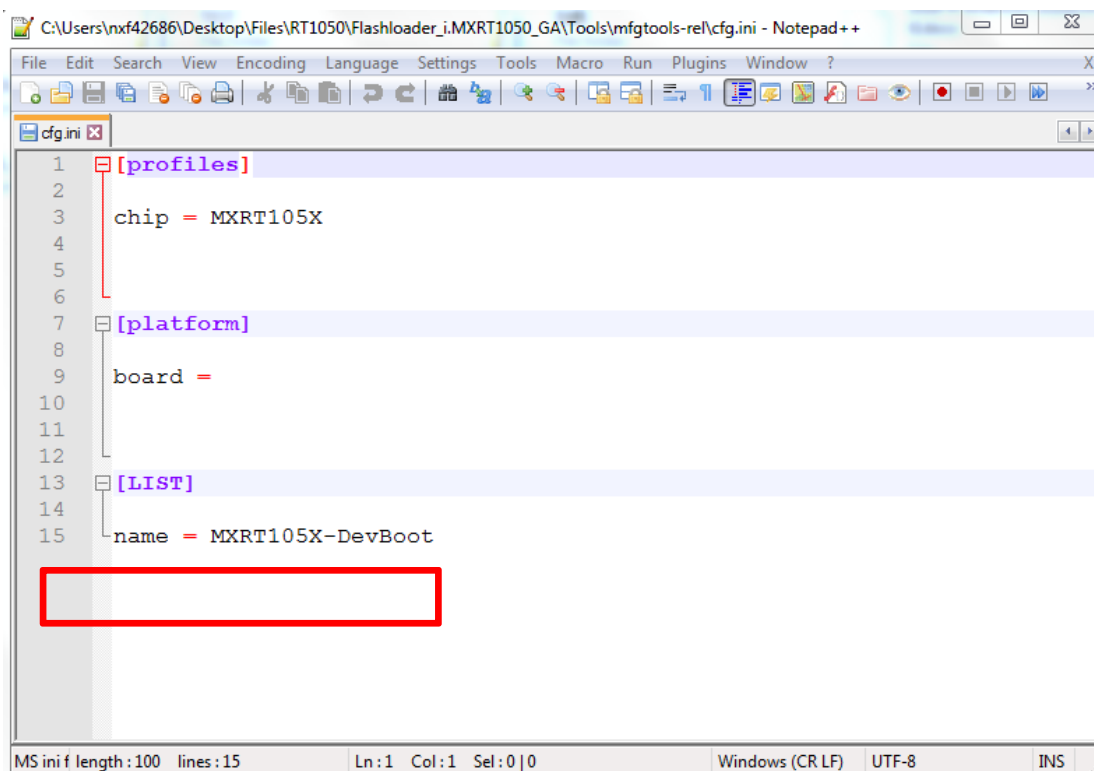 C:\Users\nxf42686\Desktop\Files\RT1050\Flashloader_i.MXRT1050_GA\Tools\mfgtools-rel\cfg.ini - Notepad++
File Edit Search View Encoding Language Settings Tools Macro Run Plugins Window ? X
cfg.ini
1 [profiles]
2
3 chip = MXRT105X
4
5
6
7 [platform]
8
9 board =
10
11
12
13 [LIST]
14
15 name = MXRT105X-DevBoot
MS ini f length : 100 lines : 15 Ln : 1 Col : 1 Sel : 0 | 0 Windows (CR LF) UTF-8 INS